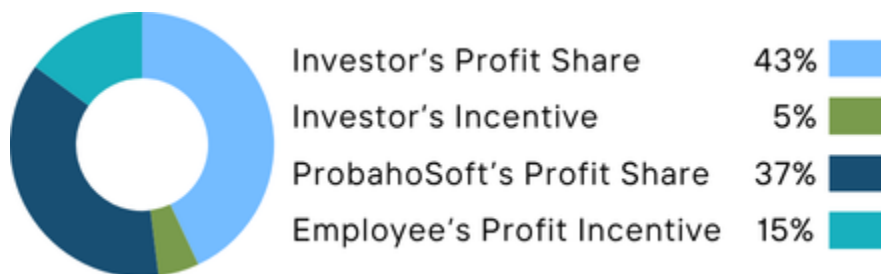 Investor's Profit Share 43%
Investor's Incentive 5%
ProbahoSoft's Profit Share 37%
Employee's Profit Incentive 15%